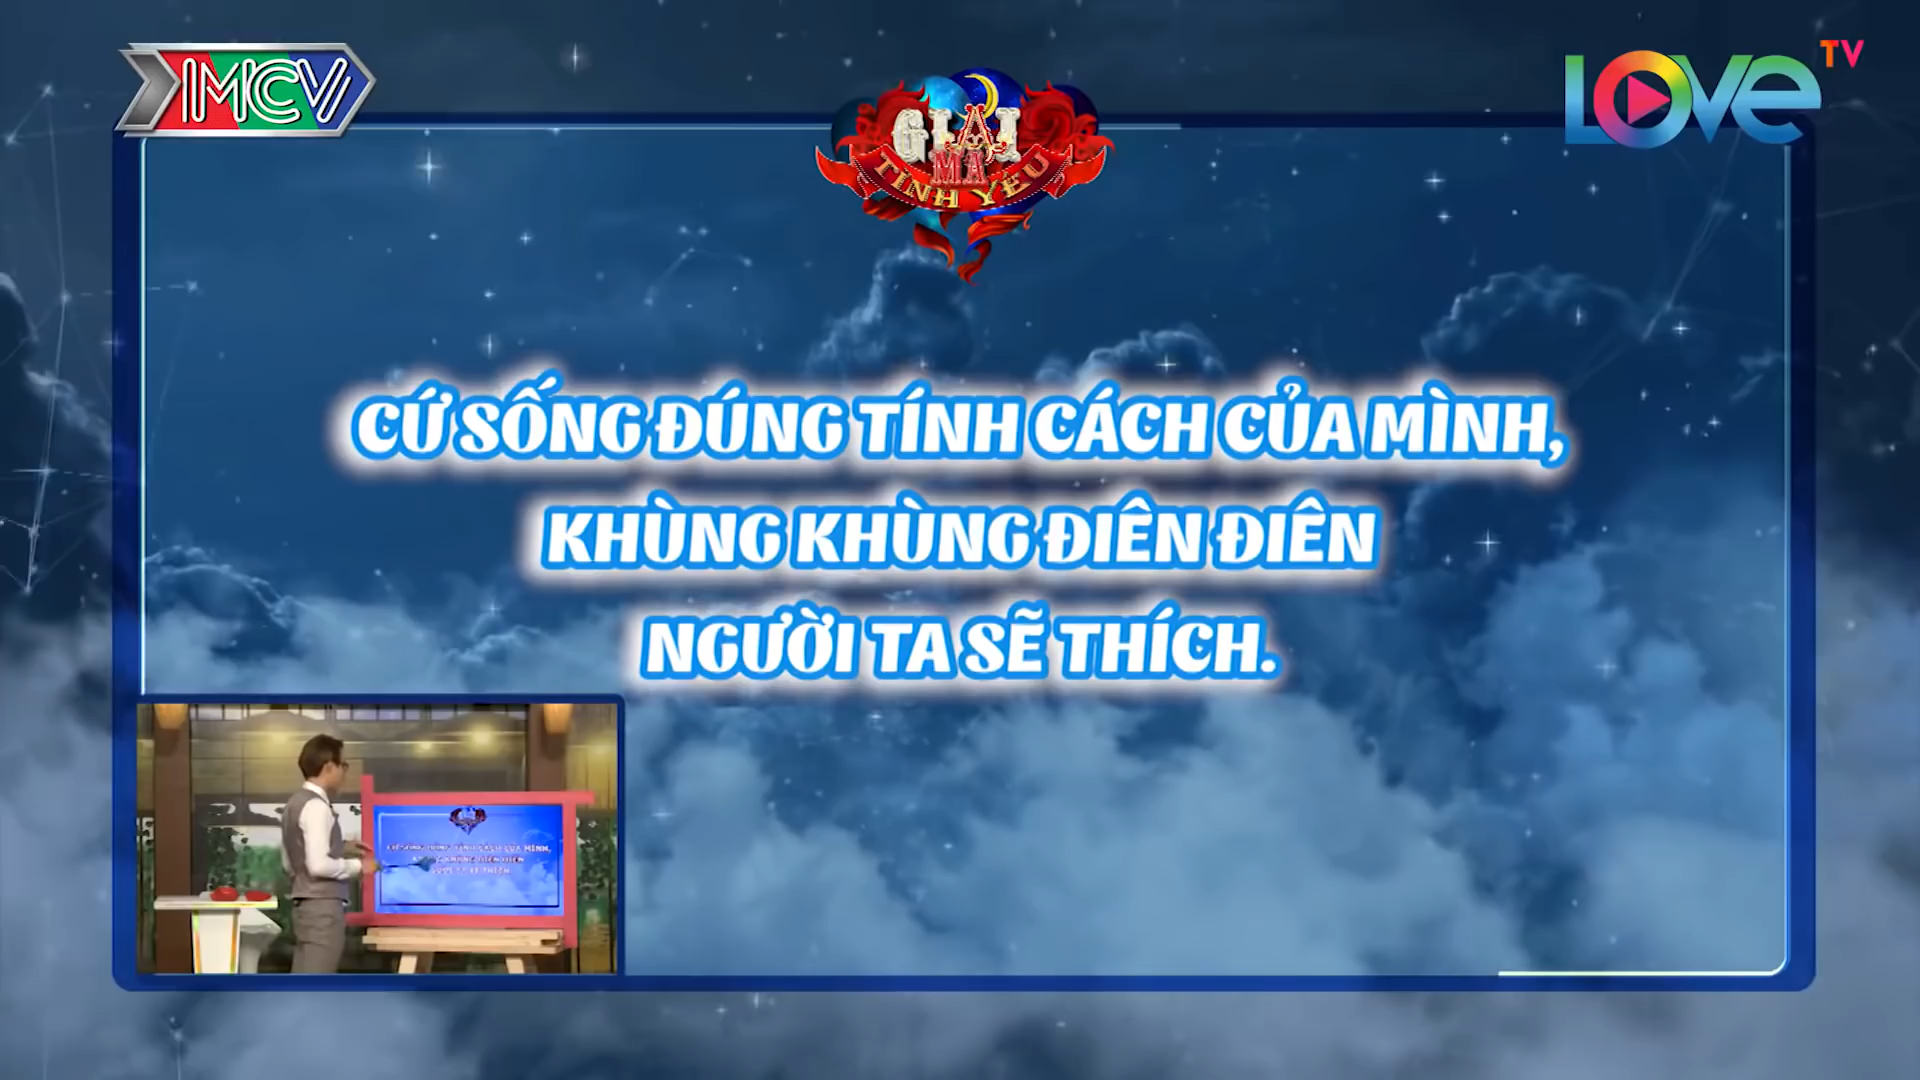 MCV
LOVE TV
GIẢI
MÃ
TÌNH YÊU
CỨ SỐNG ĐÚNG TÍNH CÁCH CỦA MÌNH,
KHÙNG KHÙNG ĐIÊN ĐIÊN
NGƯỜI TA SẼ THÍCH.